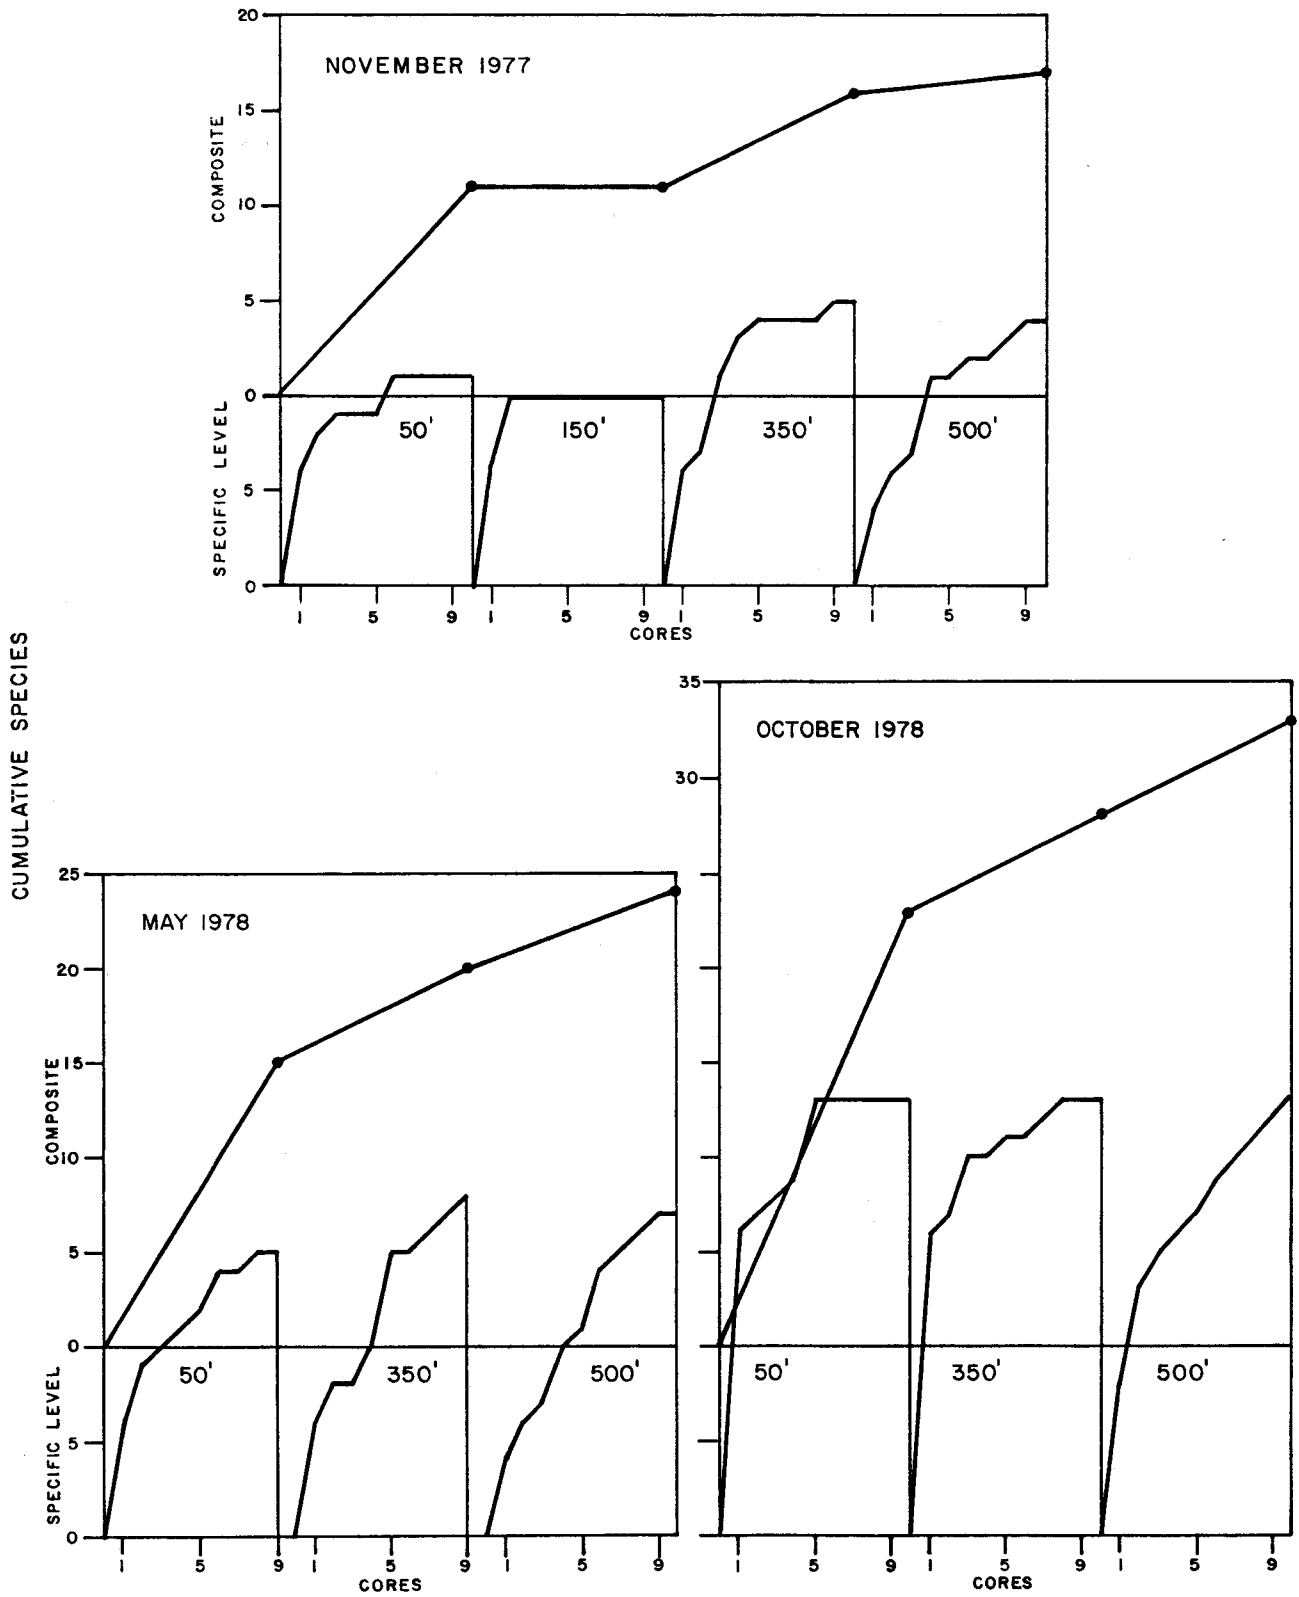 CUMULATIVE SPECIES
NOVEMBER 1977
COMPOSITE
SPECIFIC LEVEL
20
15
10
5
0
5
0
50' 150' 350' 500'
1 5 9 1 5 9 1 5 9 1 5 9
CORES
MAY 1978
COMPOSITE
SPECIFIC LEVEL
25
20
15
10
5
0
5
0
50' 350' 500'
1 5 9 1 5 9 1 5 9
CORES
OCTOBER 1978
35
30
50' 350' 500'
1 5 9 1 5 9 1 5 9
CORES